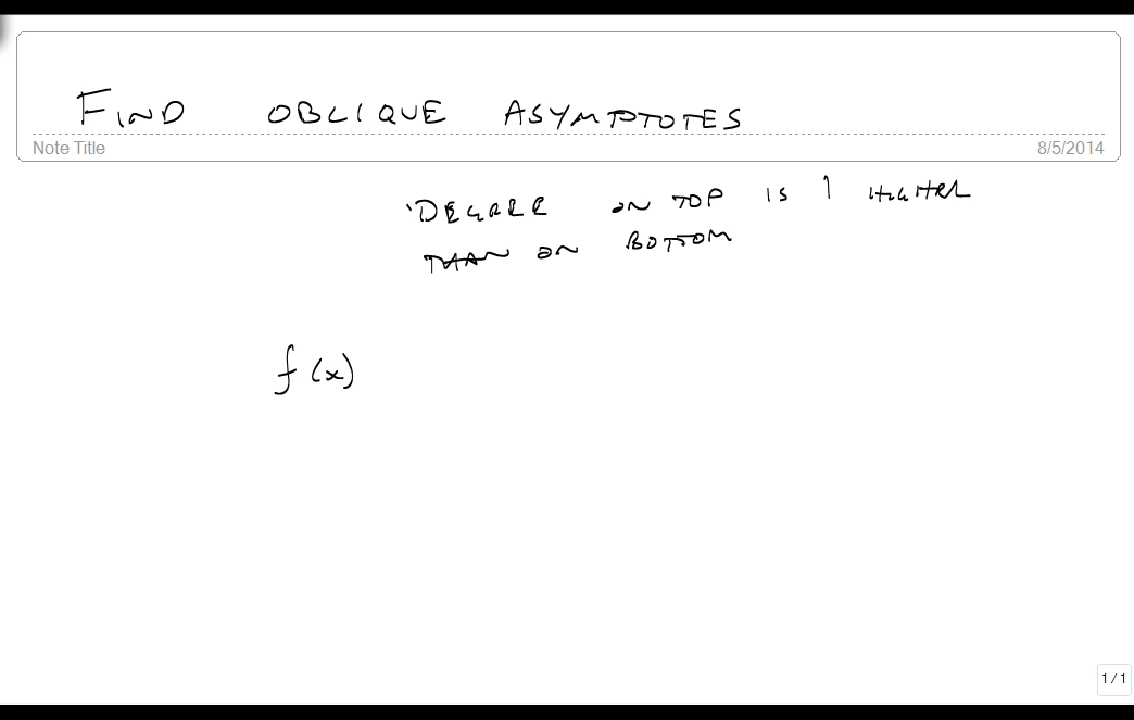 FIND OBLIQUE ASYMPTOTES
Note Title
8/5/2014
DEGREE ON TOP IS 1 HIGHER
THAN ON BOTTOM
f(x)
1/1